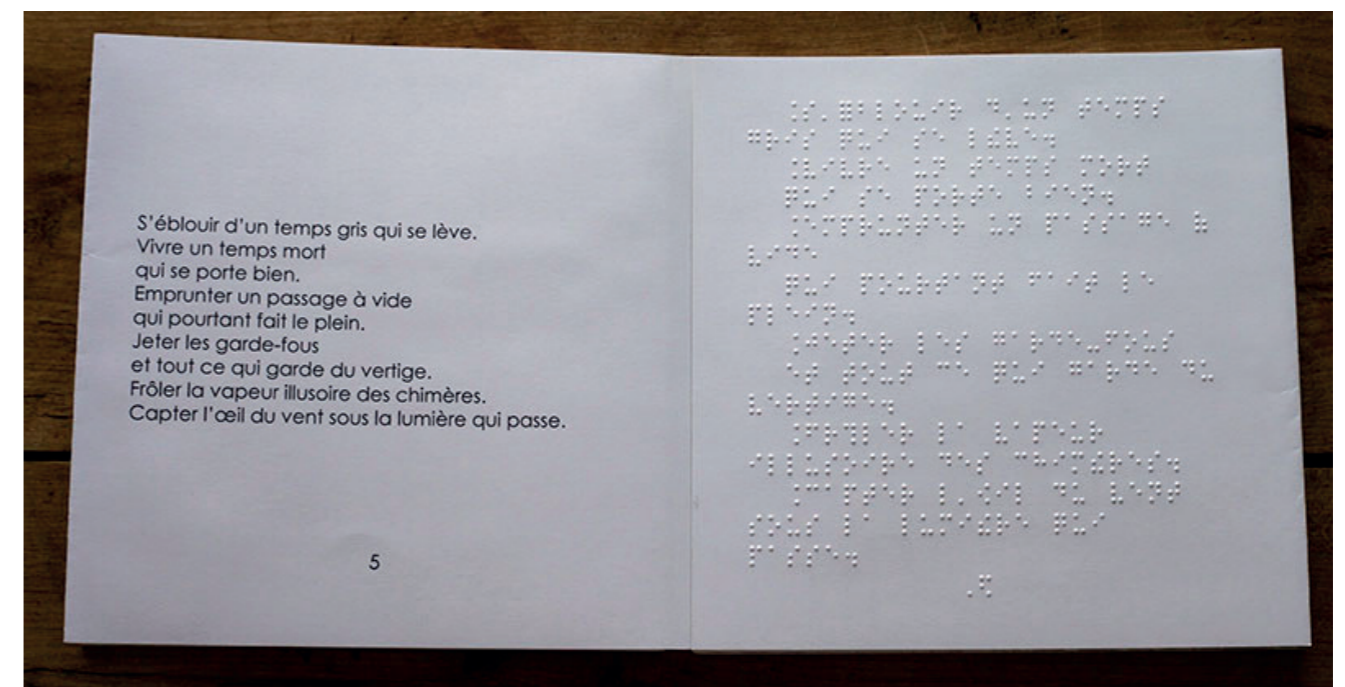 S'éblouir d'un temps gris qui se lève.
Vivre un temps mort
qui se porte bien.
Emprunter un passage à vide
qui pourtant fait le plein.
Jeter les garde-fous
et tout ce qui garde du vertige.
Frôler la vapeur illusoire des chimères.
Capter l'œil du vent sous la lumière qui passe.
5
⠨⠎⠄⠿⠃⠇⠕⠥⠊⠗ ⠙⠄⠥⠝ ⠞⠑⠍⠏⠎
⠛⠗⠊⠎ ⠟⠥⠊ ⠎⠑ ⠇⠮⠧⠑⠲
⠨⠧⠊⠧⠗⠑ ⠥⠝ ⠞⠑⠍⠏⠎ ⠍⠕⠗⠞
⠟⠥⠊ ⠎⠑ ⠏⠕⠗⠞⠑ ⠃⠊⠑⠝⠲
⠨⠑⠍⠏⠗⠥⠝⠞⠑⠗ ⠥⠝ ⠏⠁⠎⠎⠁⠛⠑ ⠷
⠧⠊⠙⠑
⠟⠥⠊ ⠏⠕⠥⠗⠞⠁⠝⠞ ⠋⠁⠊⠞ ⠇⠑
⠏⠇⠑⠊⠝⠲
⠨⠚⠑⠞⠑⠗ ⠇⠑⠎ ⠛⠁⠗⠙⠑⠤⠋⠕⠥⠎
⠑⠞ ⠞⠕⠥⠞ ⠉⠑ ⠟⠥⠊ ⠛⠁⠗⠙⠑ ⠙⠥
⠧⠑⠗⠞⠊⠛⠑⠲
⠨⠋⠗⠹⠇⠑⠗ ⠇⠁ ⠧⠁⠏⠑⠥⠗
⠊⠇⠇⠥⠎⠕⠊⠗⠑ ⠙⠑⠎ ⠉⠓⠊⠍⠮⠗⠑⠎⠲
⠨⠉⠁⠏⠞⠑⠗ ⠇⠄⠪⠊⠇ ⠙⠥ ⠧⠑⠝⠞
⠎⠕⠥⠎ ⠇⠁ ⠇⠥⠍⠊⠮⠗⠑ ⠟⠥⠊
⠏⠁⠎⠎⠑⠲
⠠⠱